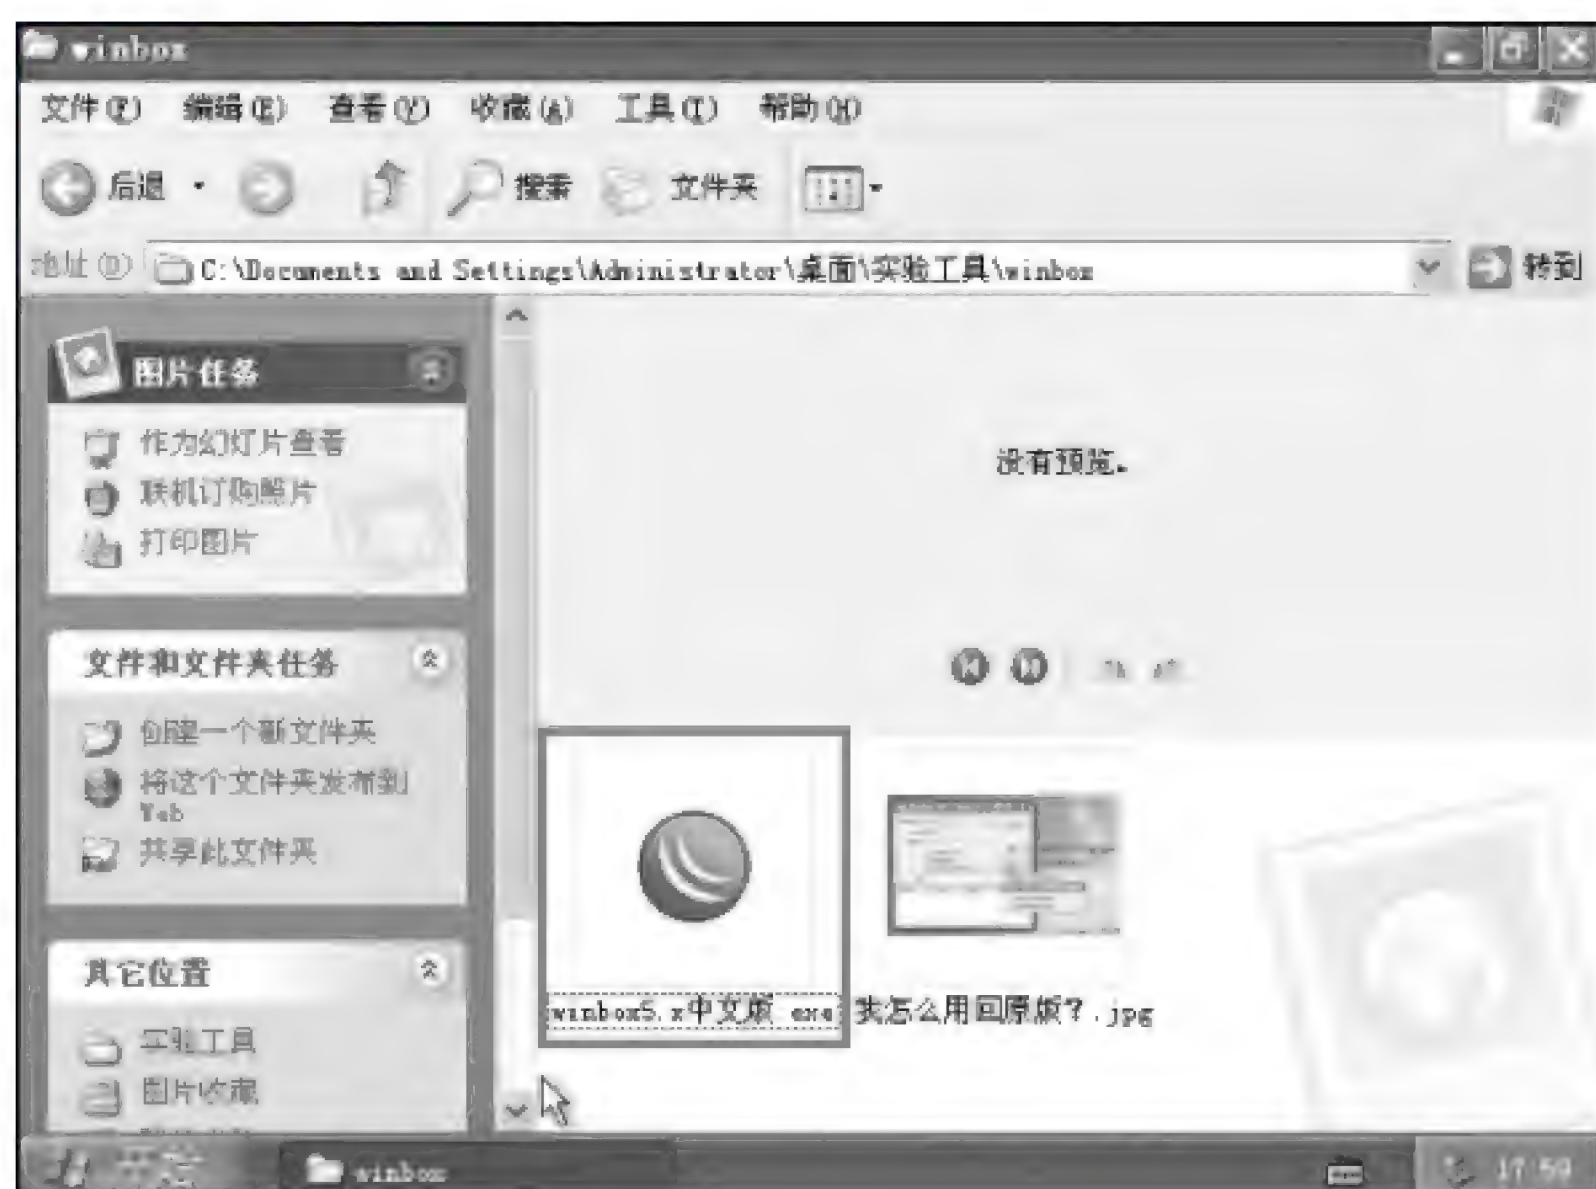 winbox
文件(F) 编辑(E) 查看(V) 收藏(A) 工具(T) 帮助(H)
后退 搜索 文件夹
地址(D) C:\Documents and Settings\Administrator\桌面\实验工具\winbox 转到
图片任务
作为幻灯片查看
联机订购照片
打印图片
没有预览。
文件和文件夹任务
创建一个新文件夹
将这个文件夹发布到
Web
共享此文件夹
winbox5.x中文版 exe 我怎么用回原版?.jpg
其它位置
实验工具
图片收藏
开始 winbox 17:59